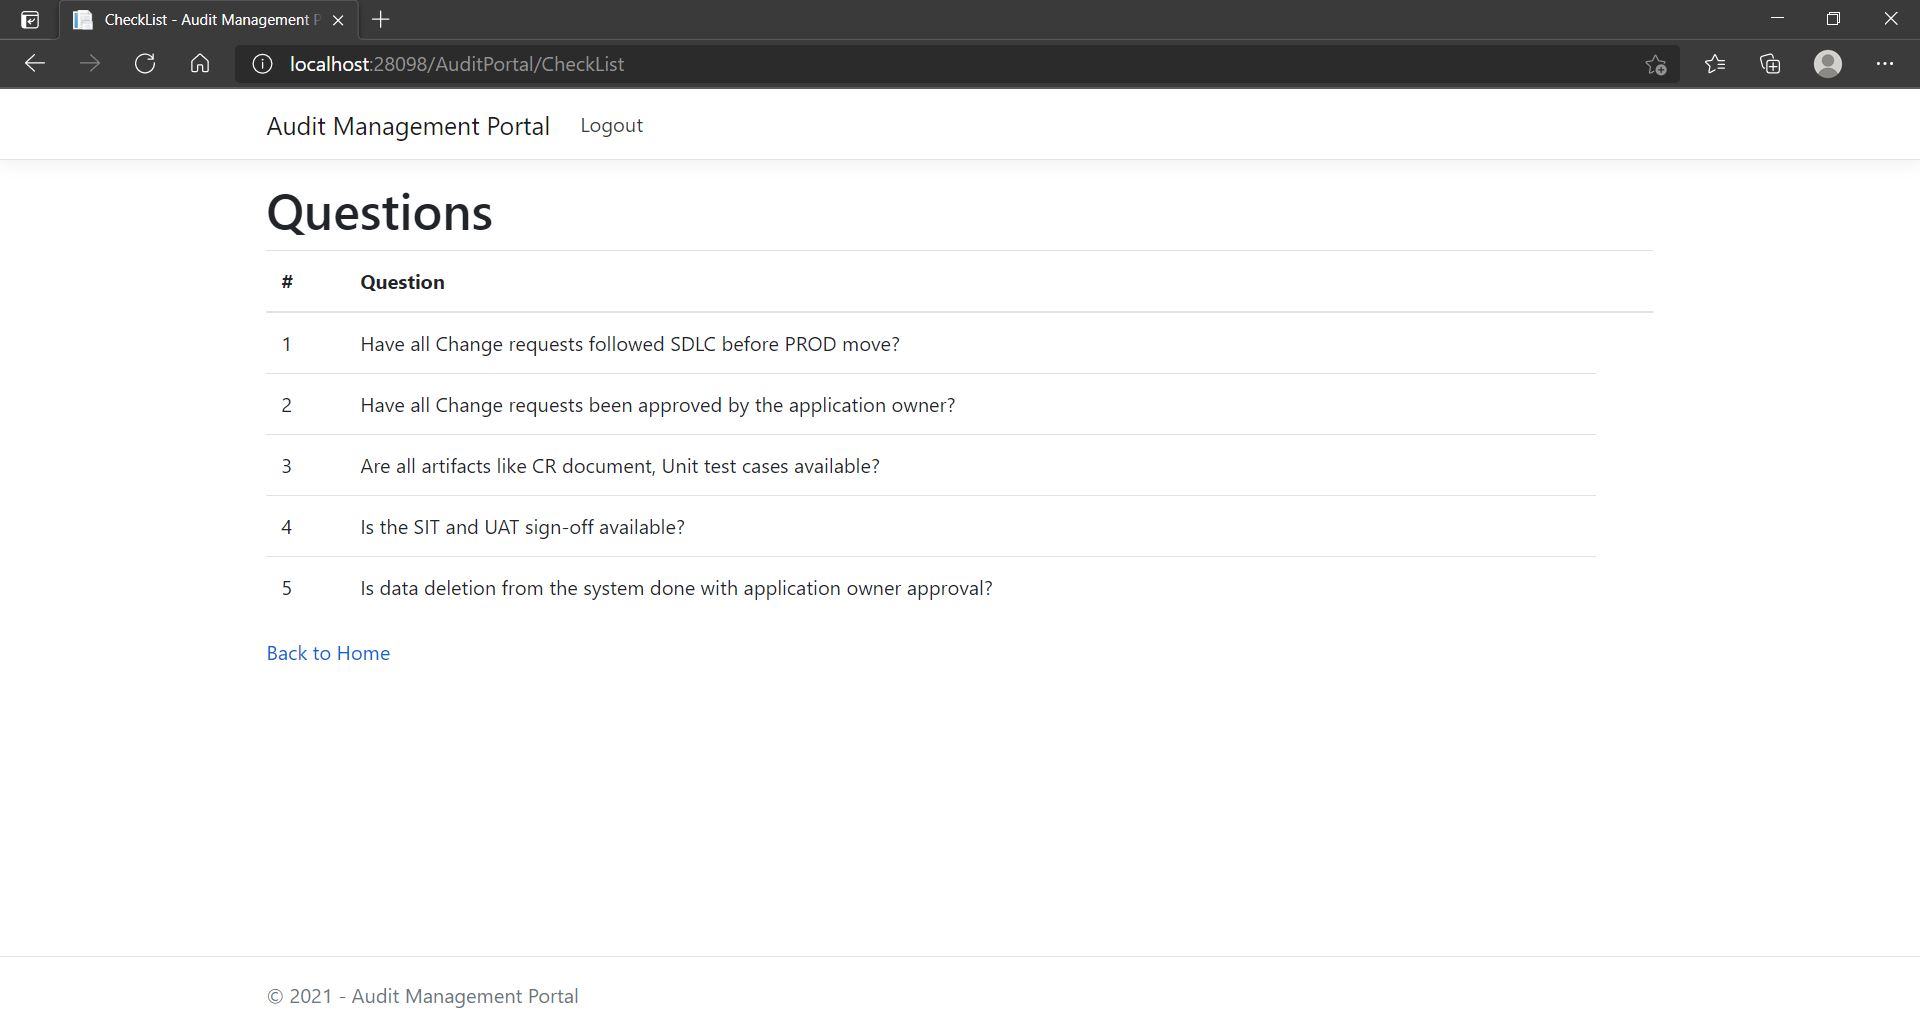 CheckList - Audit Management P
localhost:28098/AuditPortal/CheckList
Audit Management Portal Logout
Questions
# Question
1 Have all Change requests followed SDLC before PROD move?
2 Have all Change requests been approved by the application owner?
3 Are all artifacts like CR document, Unit test cases available?
4 Is the SIT and UAT sign-off available?
5 Is data deletion from the system done with application owner approval?
Back to Home
© 2021 - Audit Management Portal